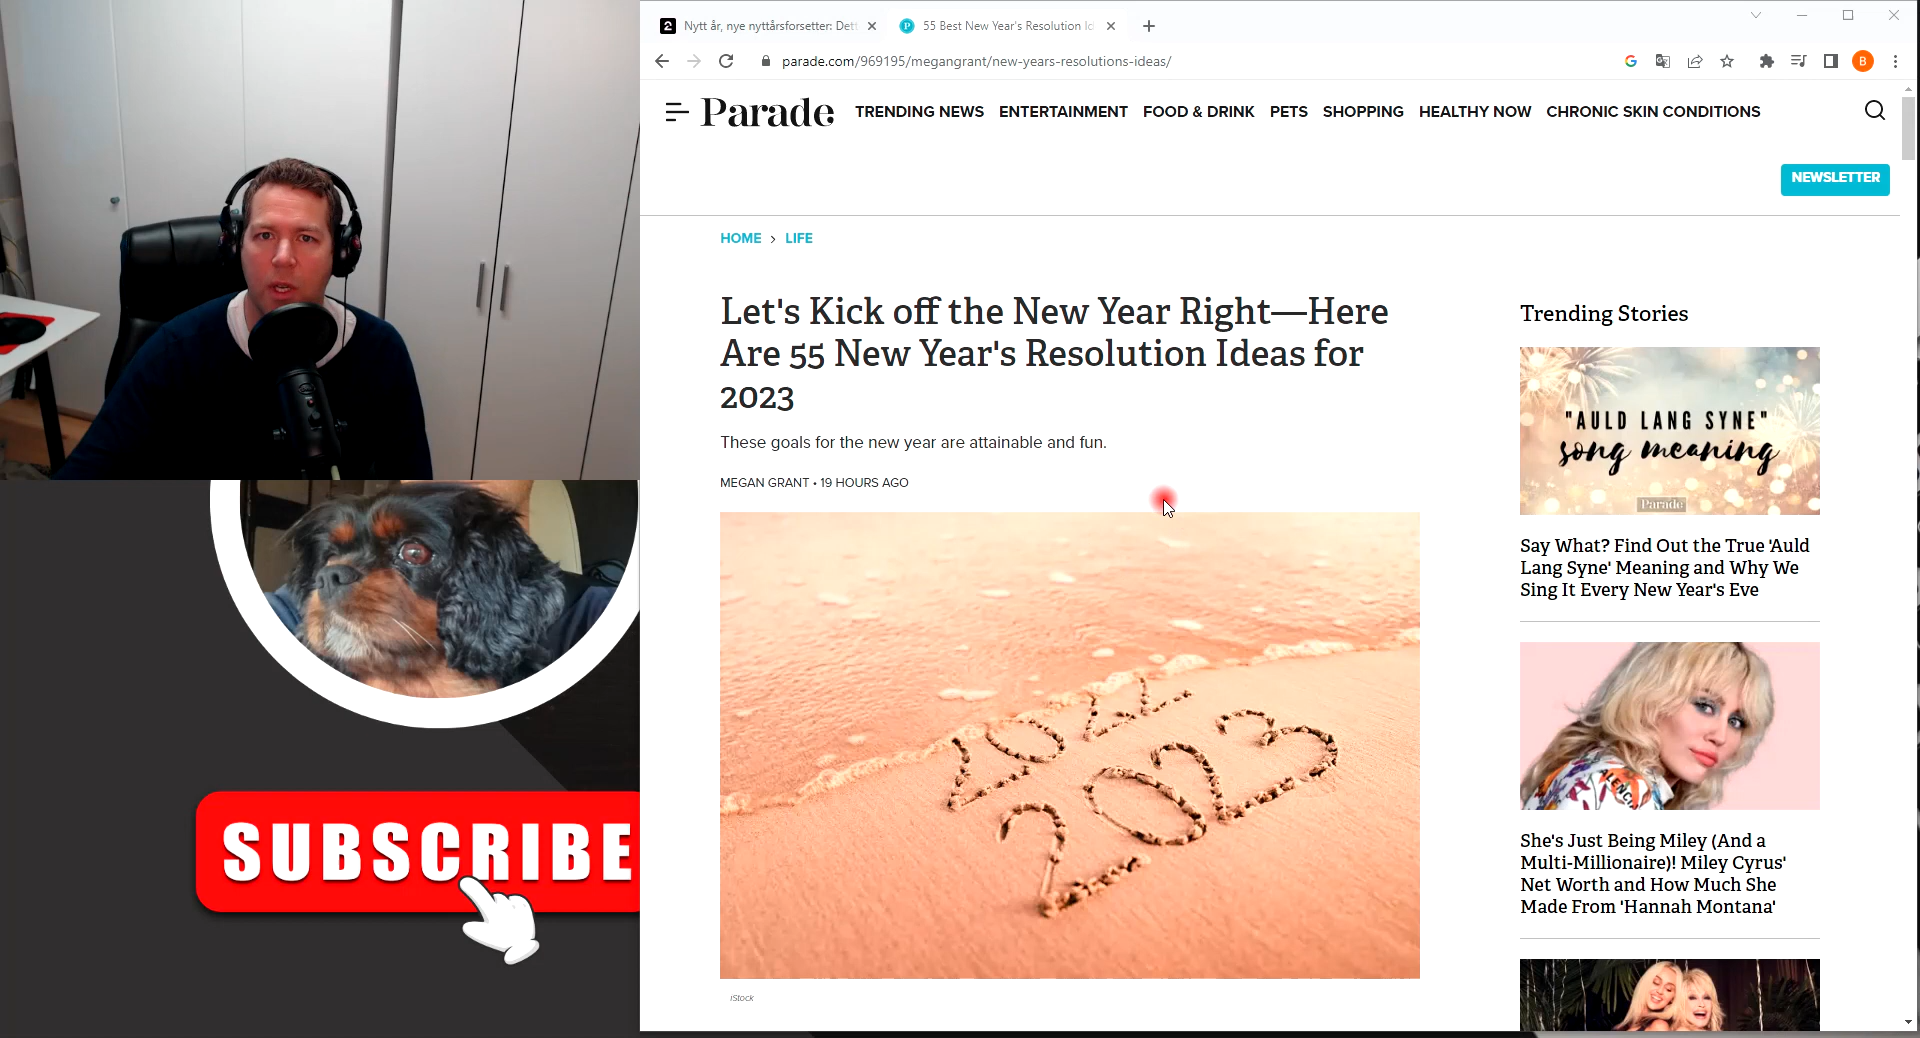 Nytt år, nye nyttårsforsetter: Dett
55 Best New Year's Resolution Id
parade.com/969195/megangrant/new-years-resolutions-ideas/
B
Parade
TRENDING NEWS ENTERTAINMENT FOOD & DRINK PETS SHOPPING HEALTHY NOW CHRONIC SKIN CONDITIONS
NEWSLETTER
HOME > LIFE
Let's Kick off the New Year Right—Here
Are 55 New Year's Resolution Ideas for
2023
These goals for the new year are attainable and fun.
MEGAN GRANT • 19 HOURS AGO
2022
2023
iStock
Trending Stories
"AULD LANG SYNE"
song meaning
Parade
Say What? Find Out the True 'Auld
Lang Syne' Meaning and Why We
Sing It Every New Year's Eve
She's Just Being Miley (And a
Multi-Millionaire)! Miley Cyrus'
Net Worth and How Much She
Made From 'Hannah Montana'
SUBSCRIBE